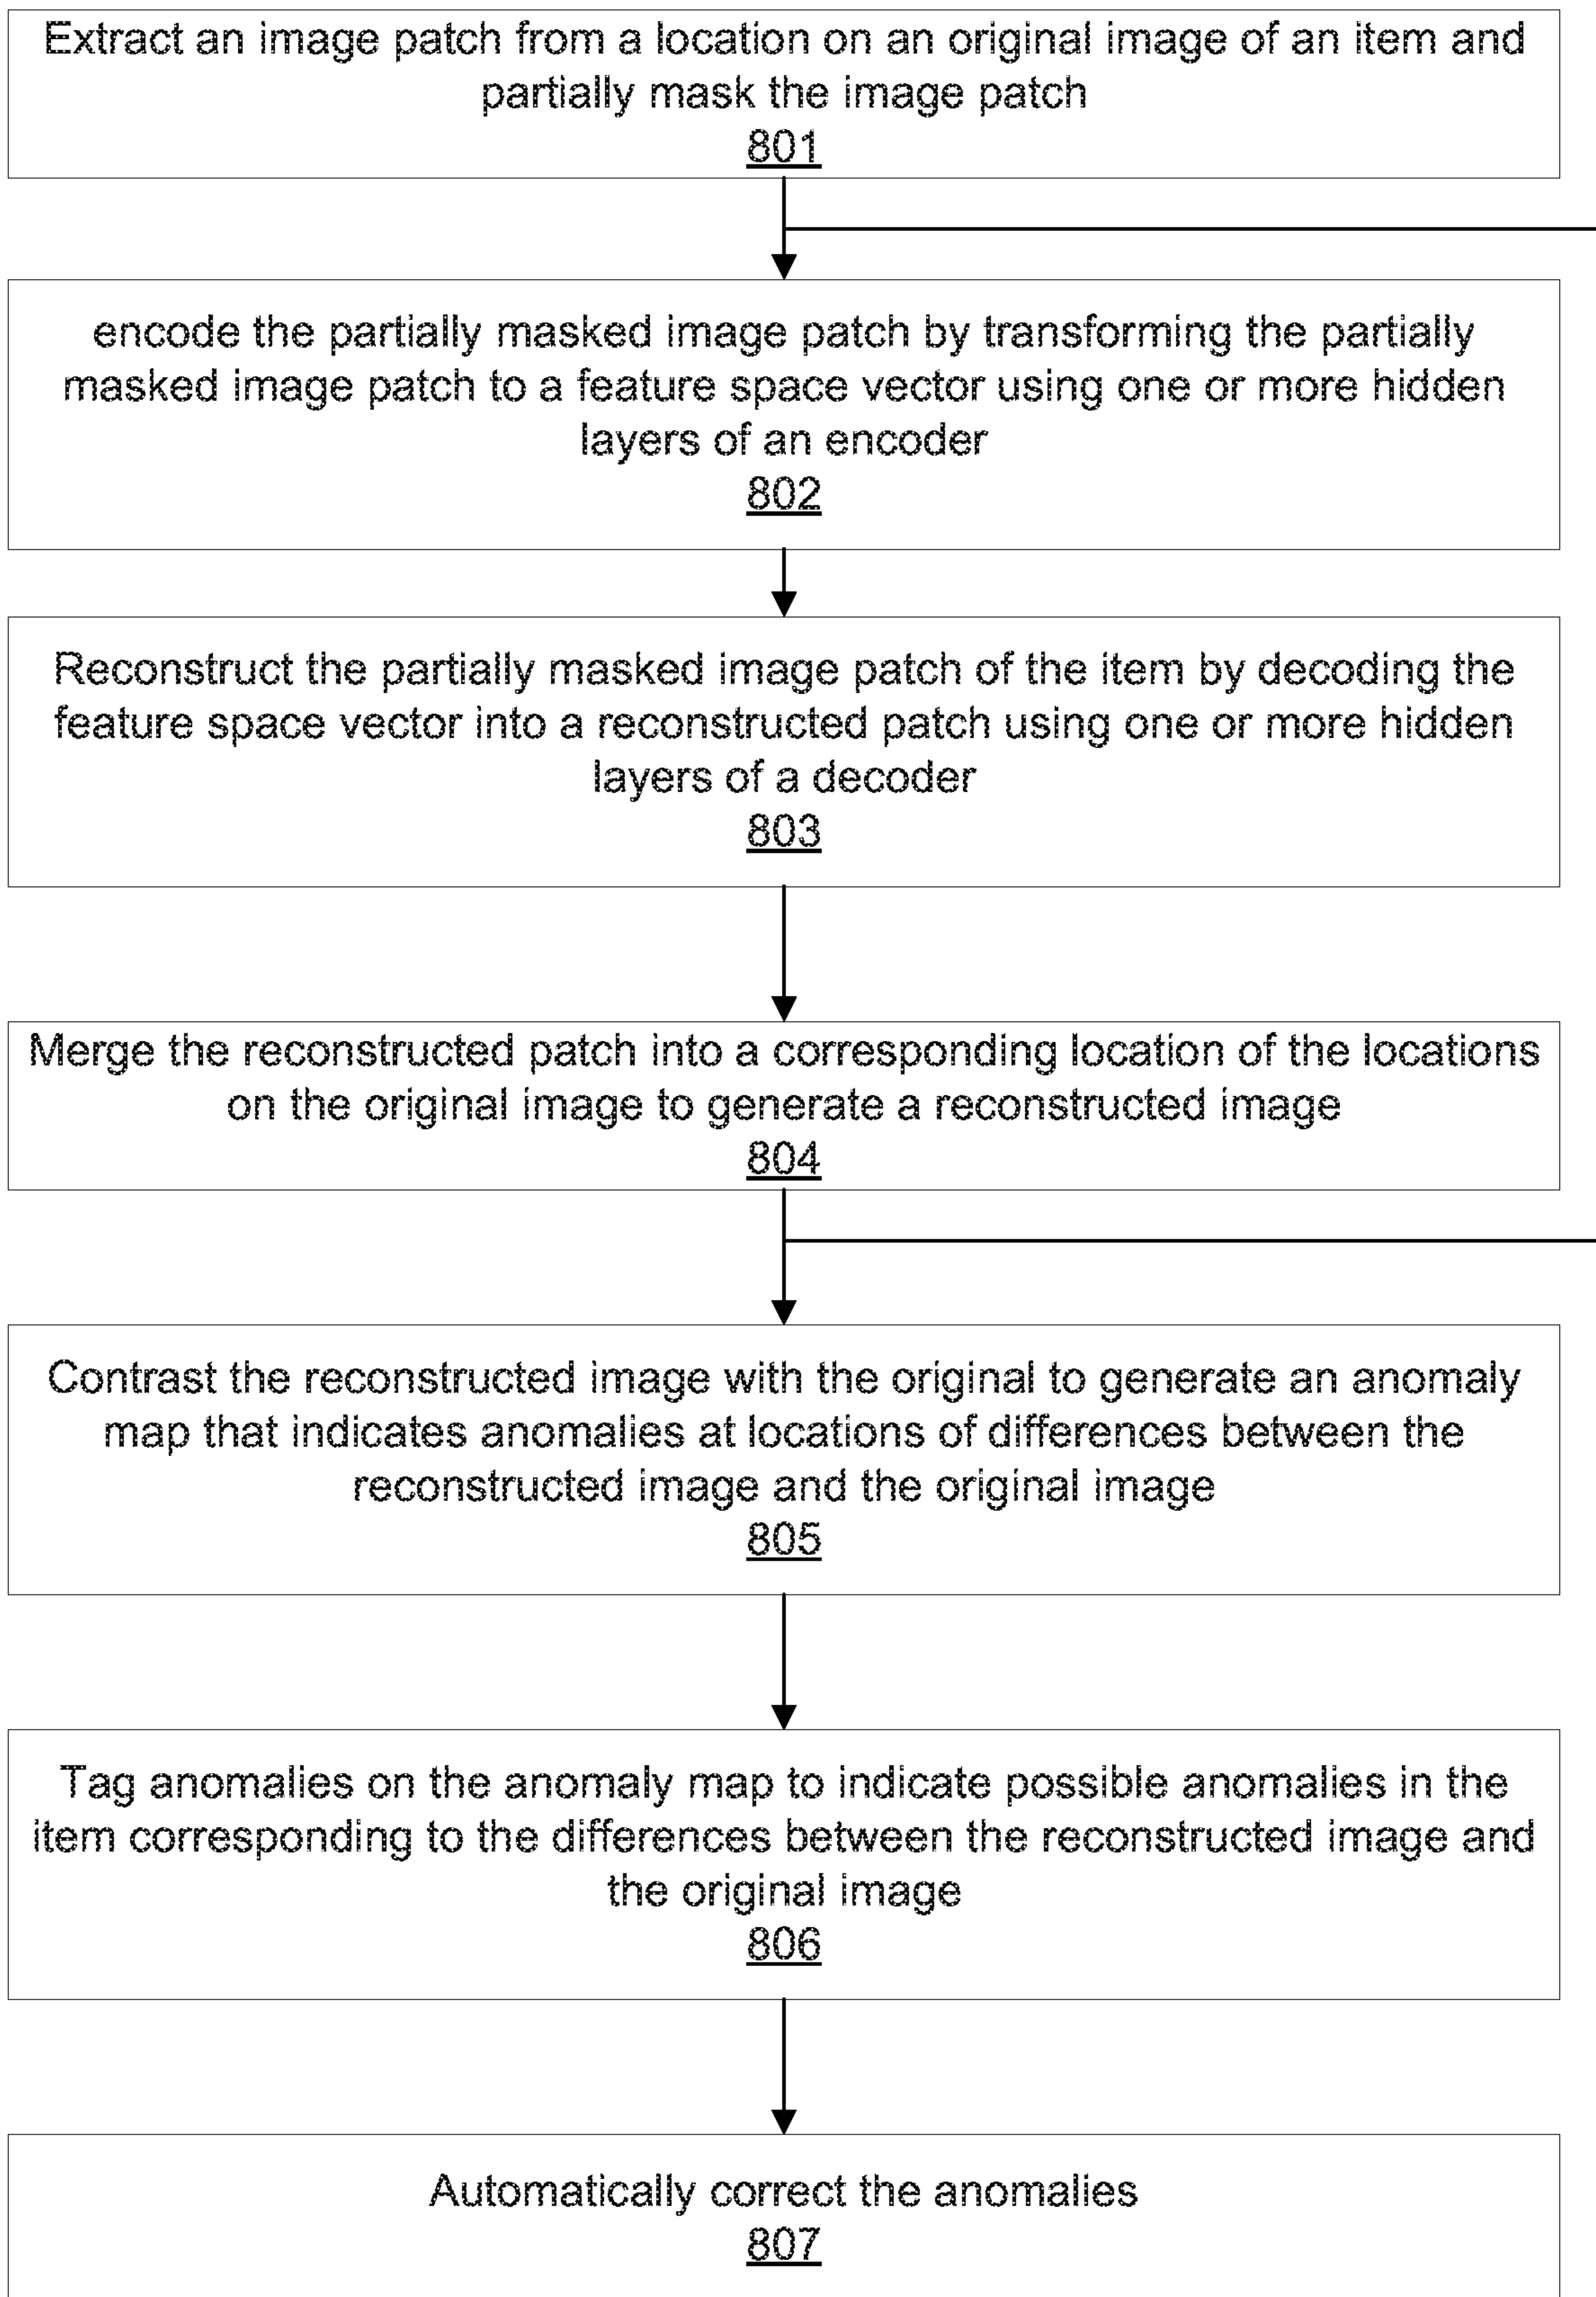 Extract an image patch from a location on an original image of an item and
partially mask the image patch
801
encode the partially masked image patch by transforming the partially
masked image patch to a feature space vector using one or more hidden
layers of an encoder
802
Reconstruct the partially masked image patch of the item by decoding the
feature space vector into a reconstructed patch using one or more hidden
layers of a decoder
803
Merge the reconstructed patch into a corresponding location of the locations
on the original image to generate a reconstructed image
804
Contrast the reconstructed image with the original to generate an anomaly
map that indicates anomalies at locations of differences between the
reconstructed image and the original image
805
Tag anomalies on the anomaly map to indicate possible anomalies in the
item corresponding to the differences between the reconstructed image and
the original image
806
Automatically correct the anomalies
807